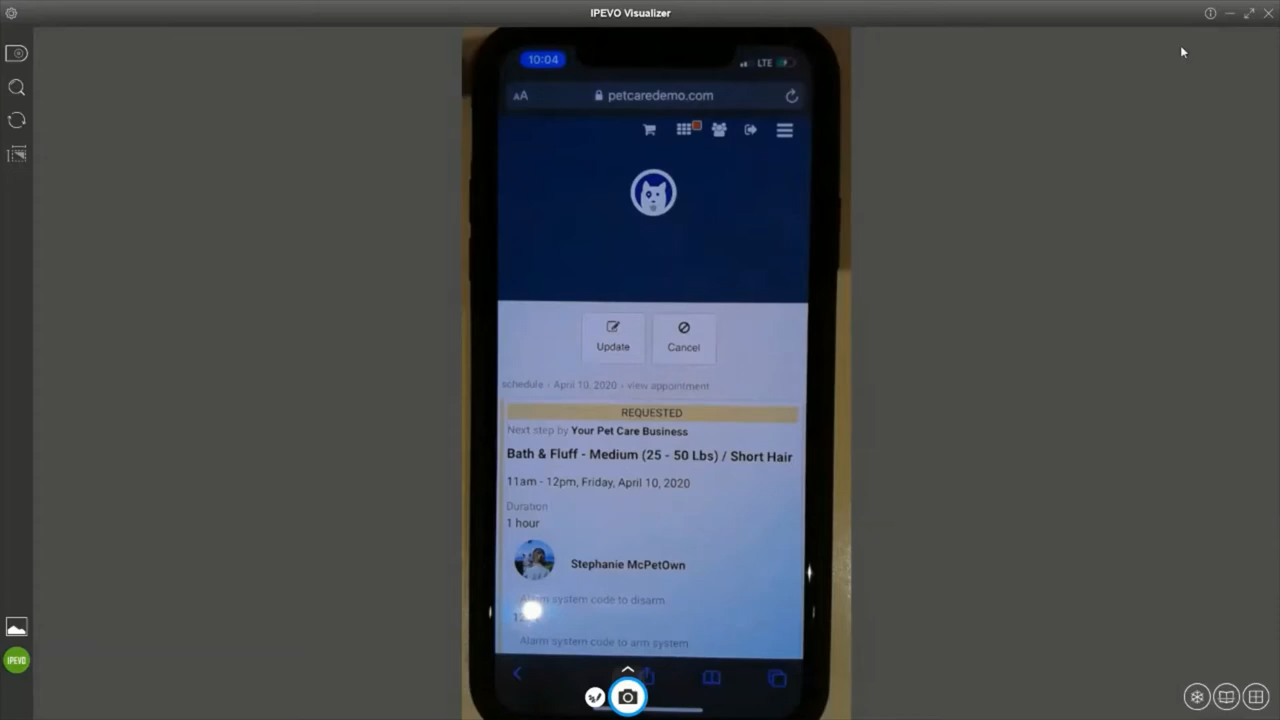 IPEVO Visualizer
10:04
LTE
AA
petcaredemo.com
Update
Cancel
schedule - April 10, 2020 - view appointment
REQUESTED
Next step by Your Pet Care Business
Bath & Fluff - Medium (25 - 50 Lbs) / Short Hair
11am - 12pm, Friday, April 10, 2020
Duration
1 hour
Stephanie McPetOwn
Alarm system code to disarm
Alarm system code to arm system
IPEVO